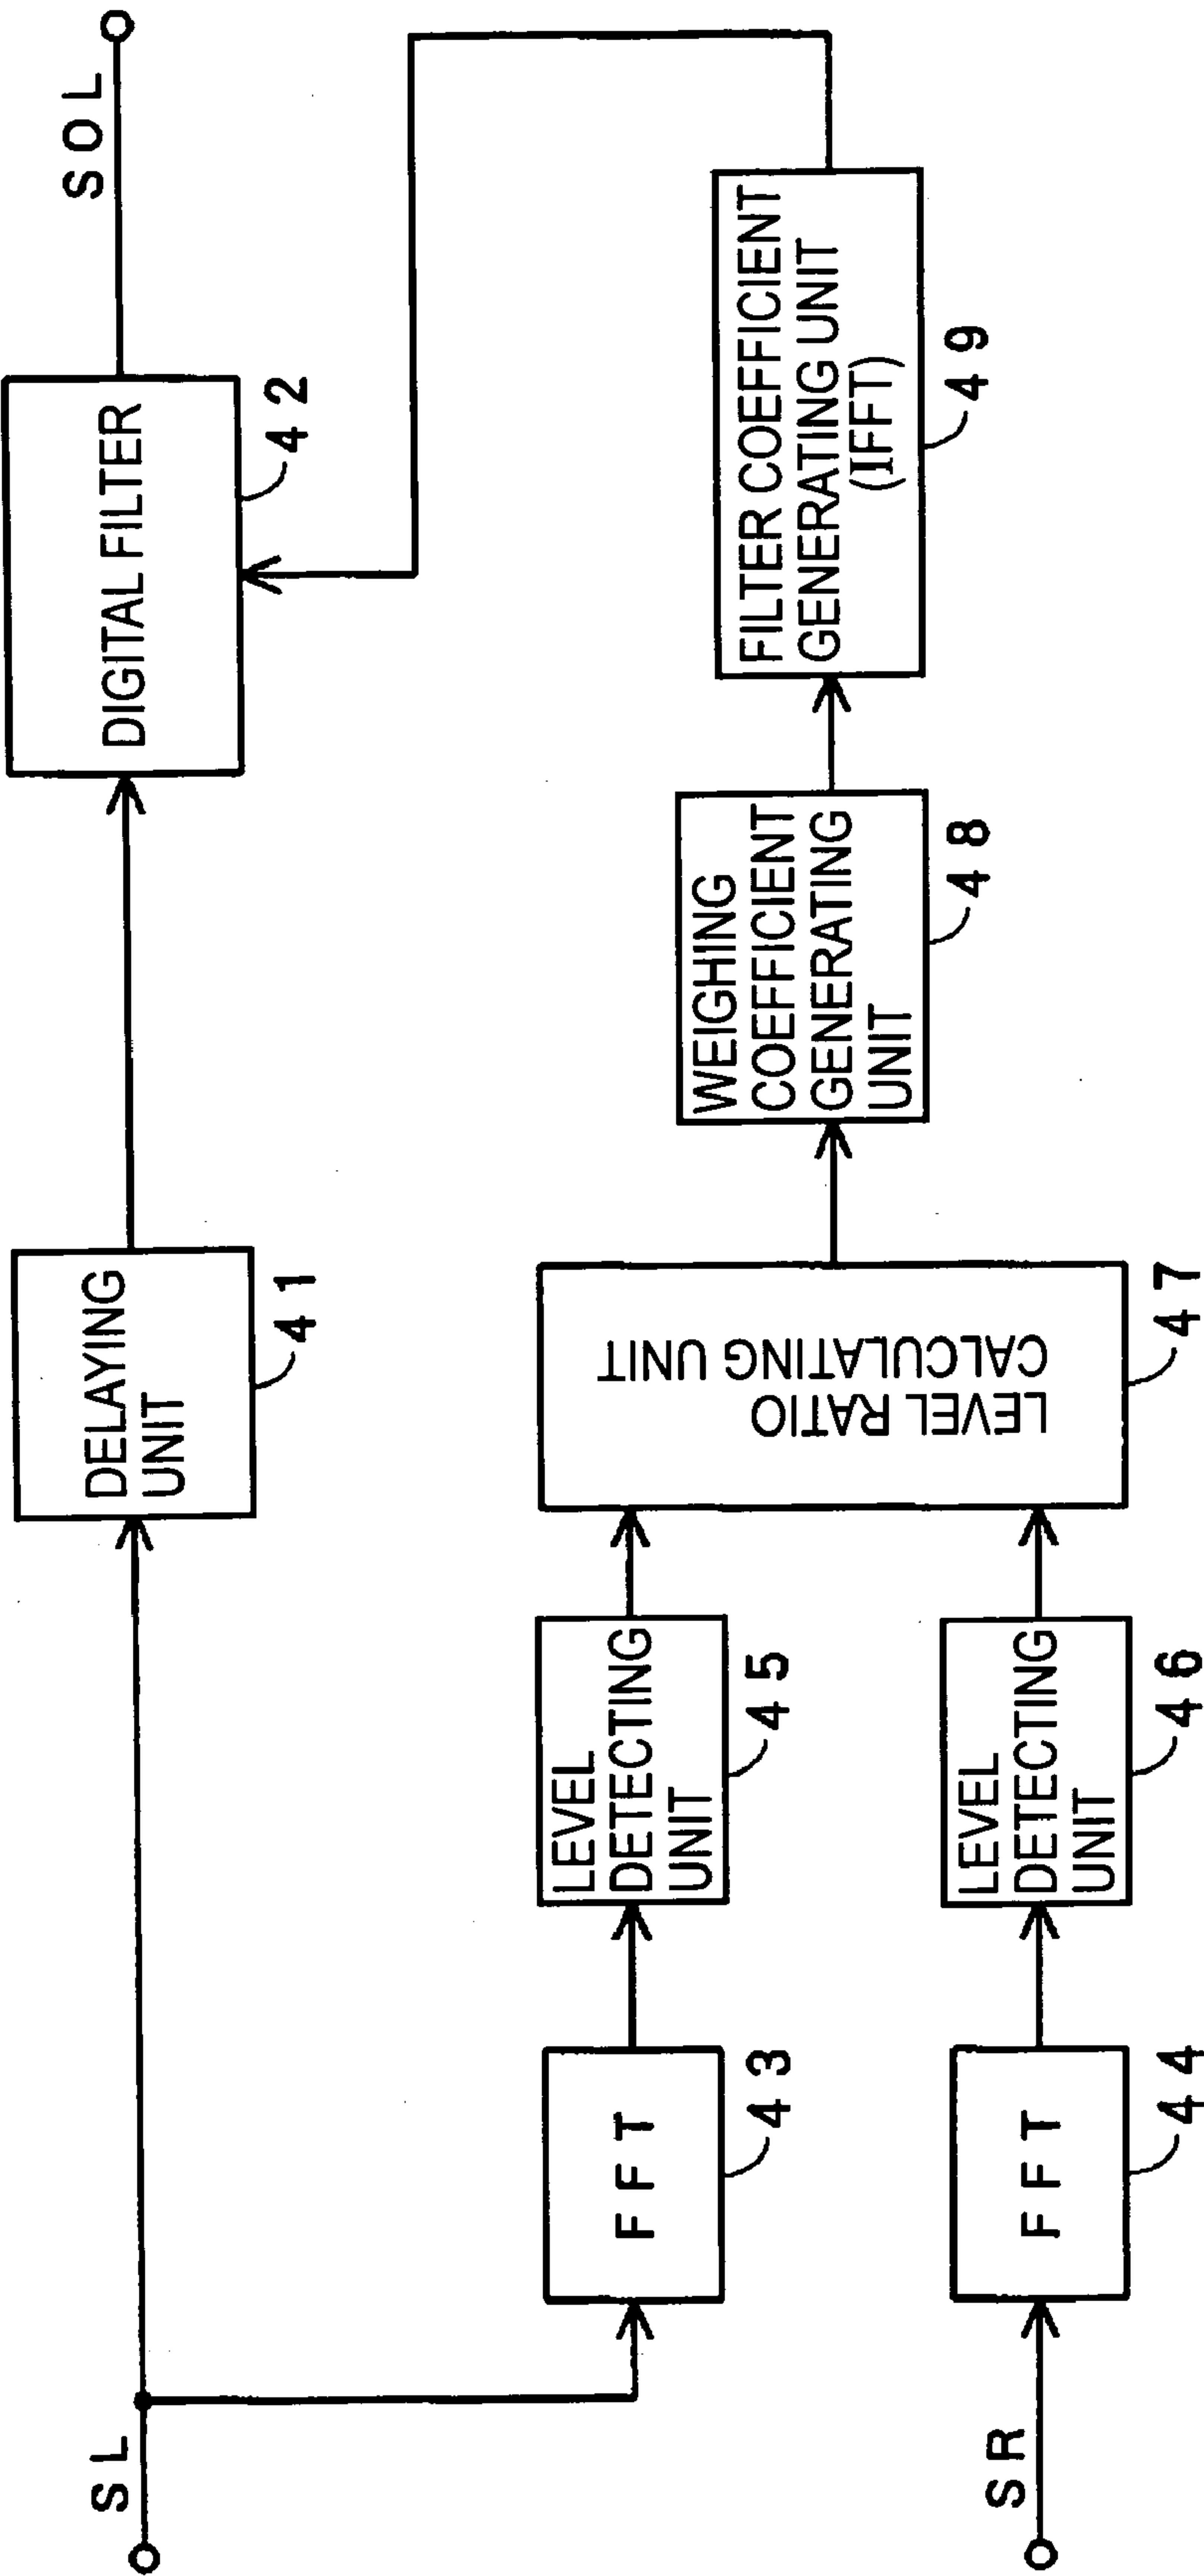 SL
DELAYING
UNIT
41
DIGITAL FILTER
42
SOL
FFT
43
LEVEL
DETECTING
UNIT
45
LEVEL RATIO
CALCULATING UNIT
47
WEIGHING
COEFFICIENT
GENERATING
UNIT
48
FILTER COEFFICIENT
GENERATING UNIT
(IFFT)
49
SR
FFT
44
LEVEL
DETECTING
UNIT
46